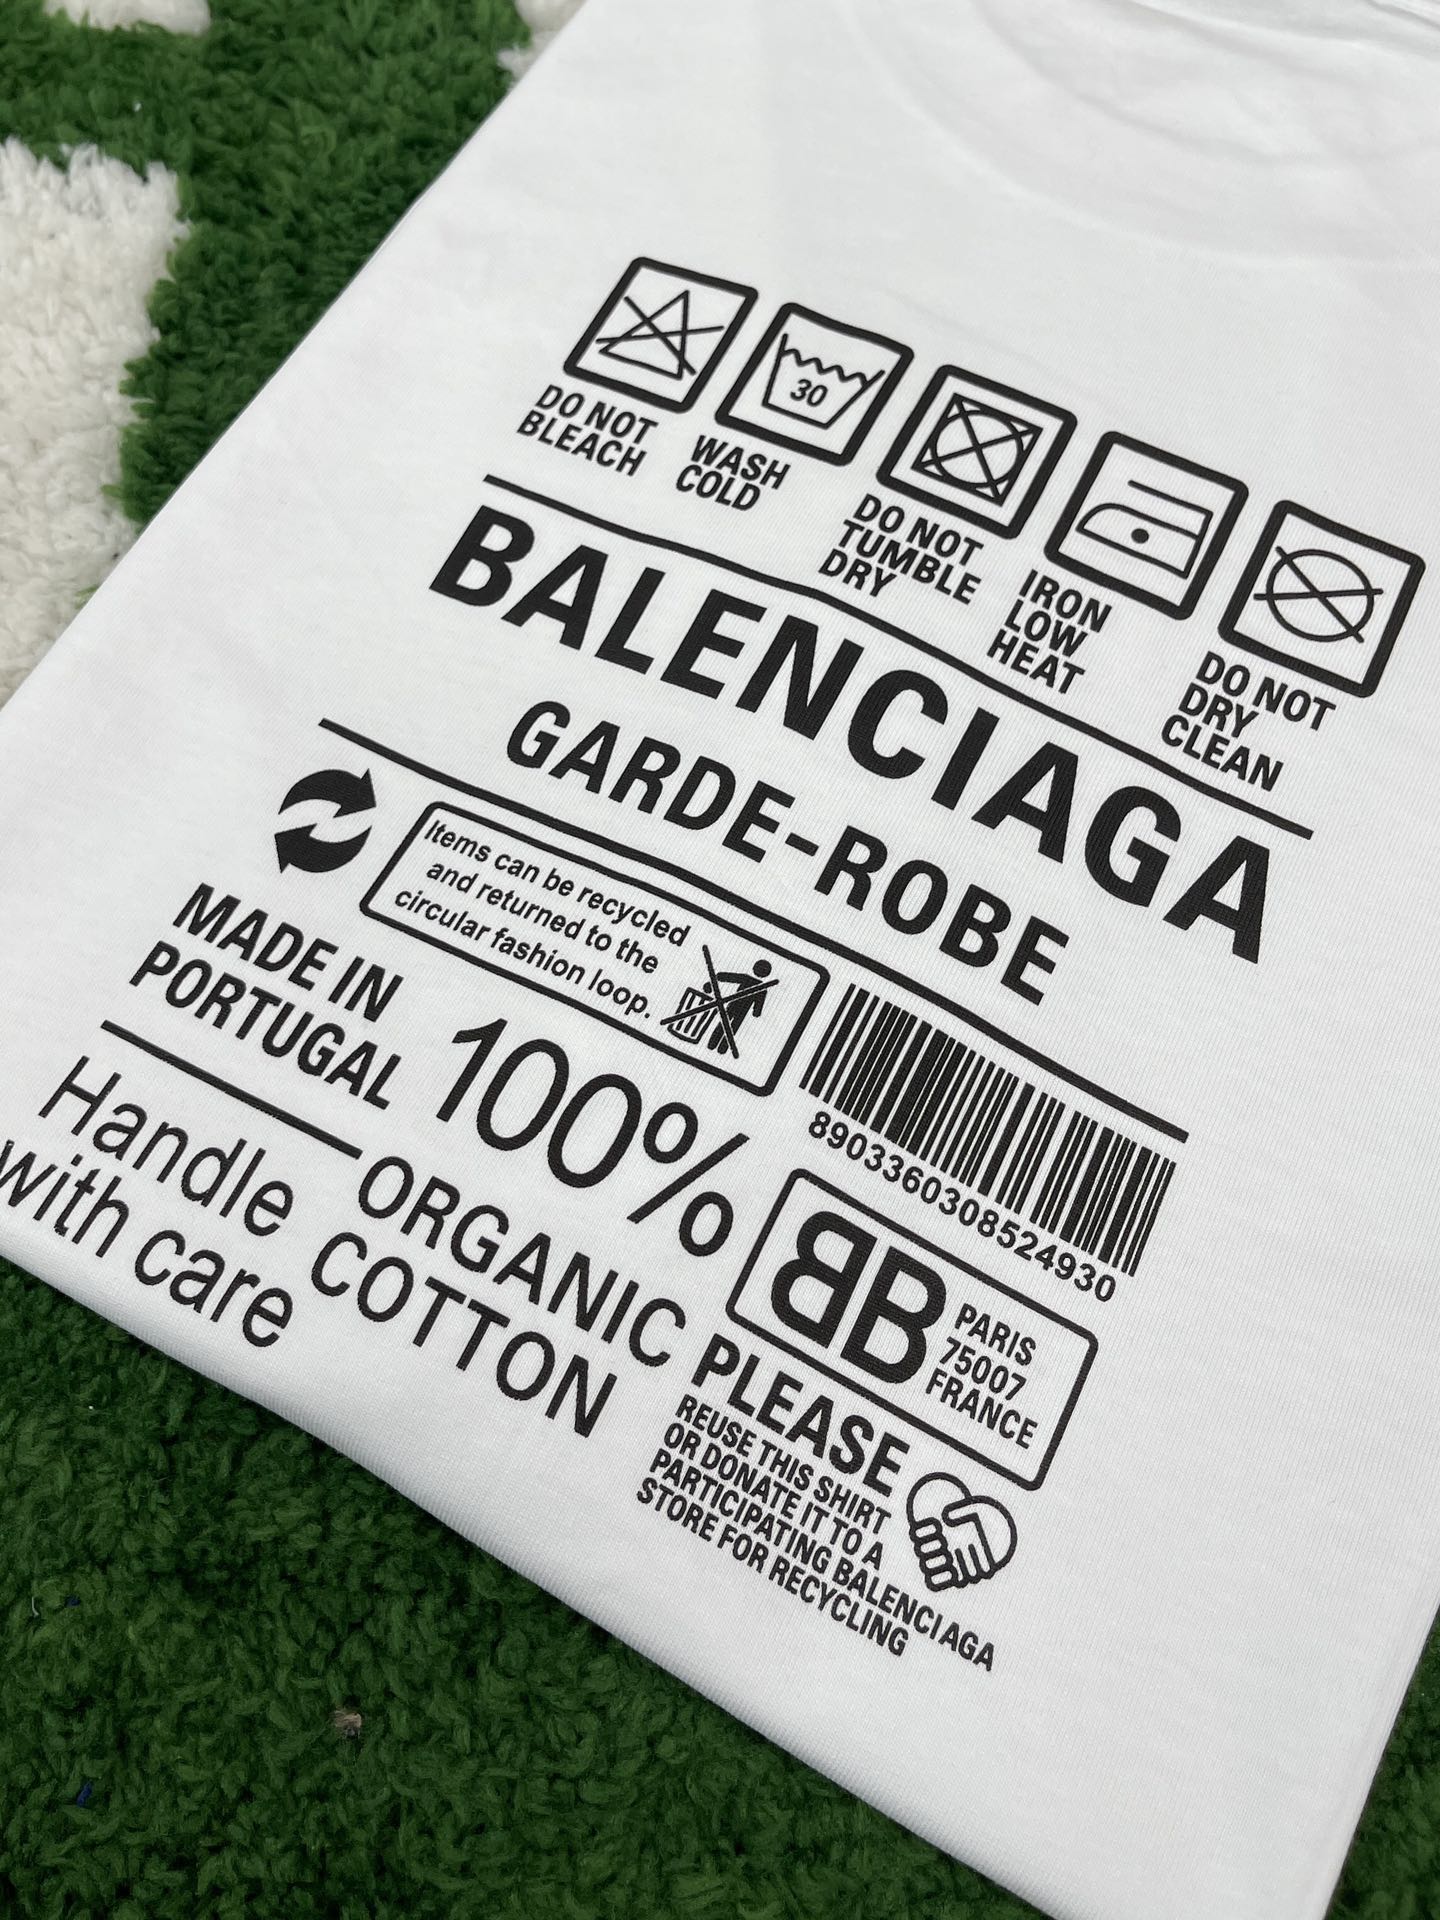 DO NOT
BLEACH
30
WASH
COLD
DO NOT
TUMBLE
DRY
IRON
LOW
HEAT
DO NOT
DRY
CLEAN
BALENCIAGA
GARDE-ROBE
Items can be recycled
and returned to the
circular fashion loop.
MADE IN
PORTUGAL
8903360308524930
100%
ORGANIC
COTTON
Handle
with care
BB
PARIS
75007
FRANCE
PLEASE
REUSE THIS SHIRT
OR DONATE IT TO A
PARTICIPATING BALENCIAGA
STORE FOR RECYCLING